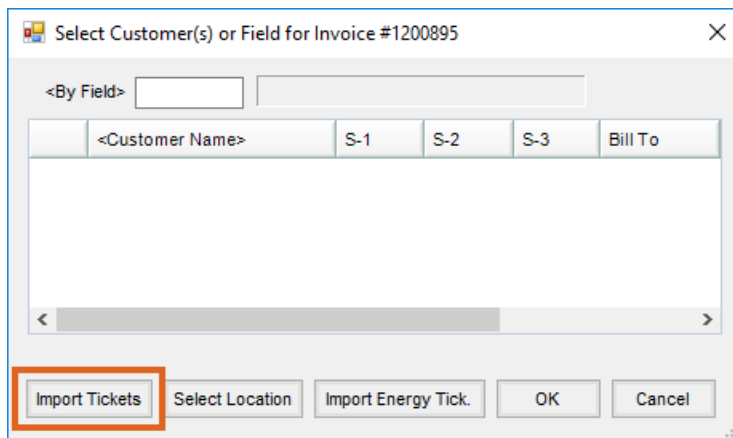 Select Customer(s) or Field for Invoice #1200895
<By Field>
<Customer Name> S-1 S-2 S-3 Bill To
Import Tickets Select Location Import Energy Tick. OK Cancel